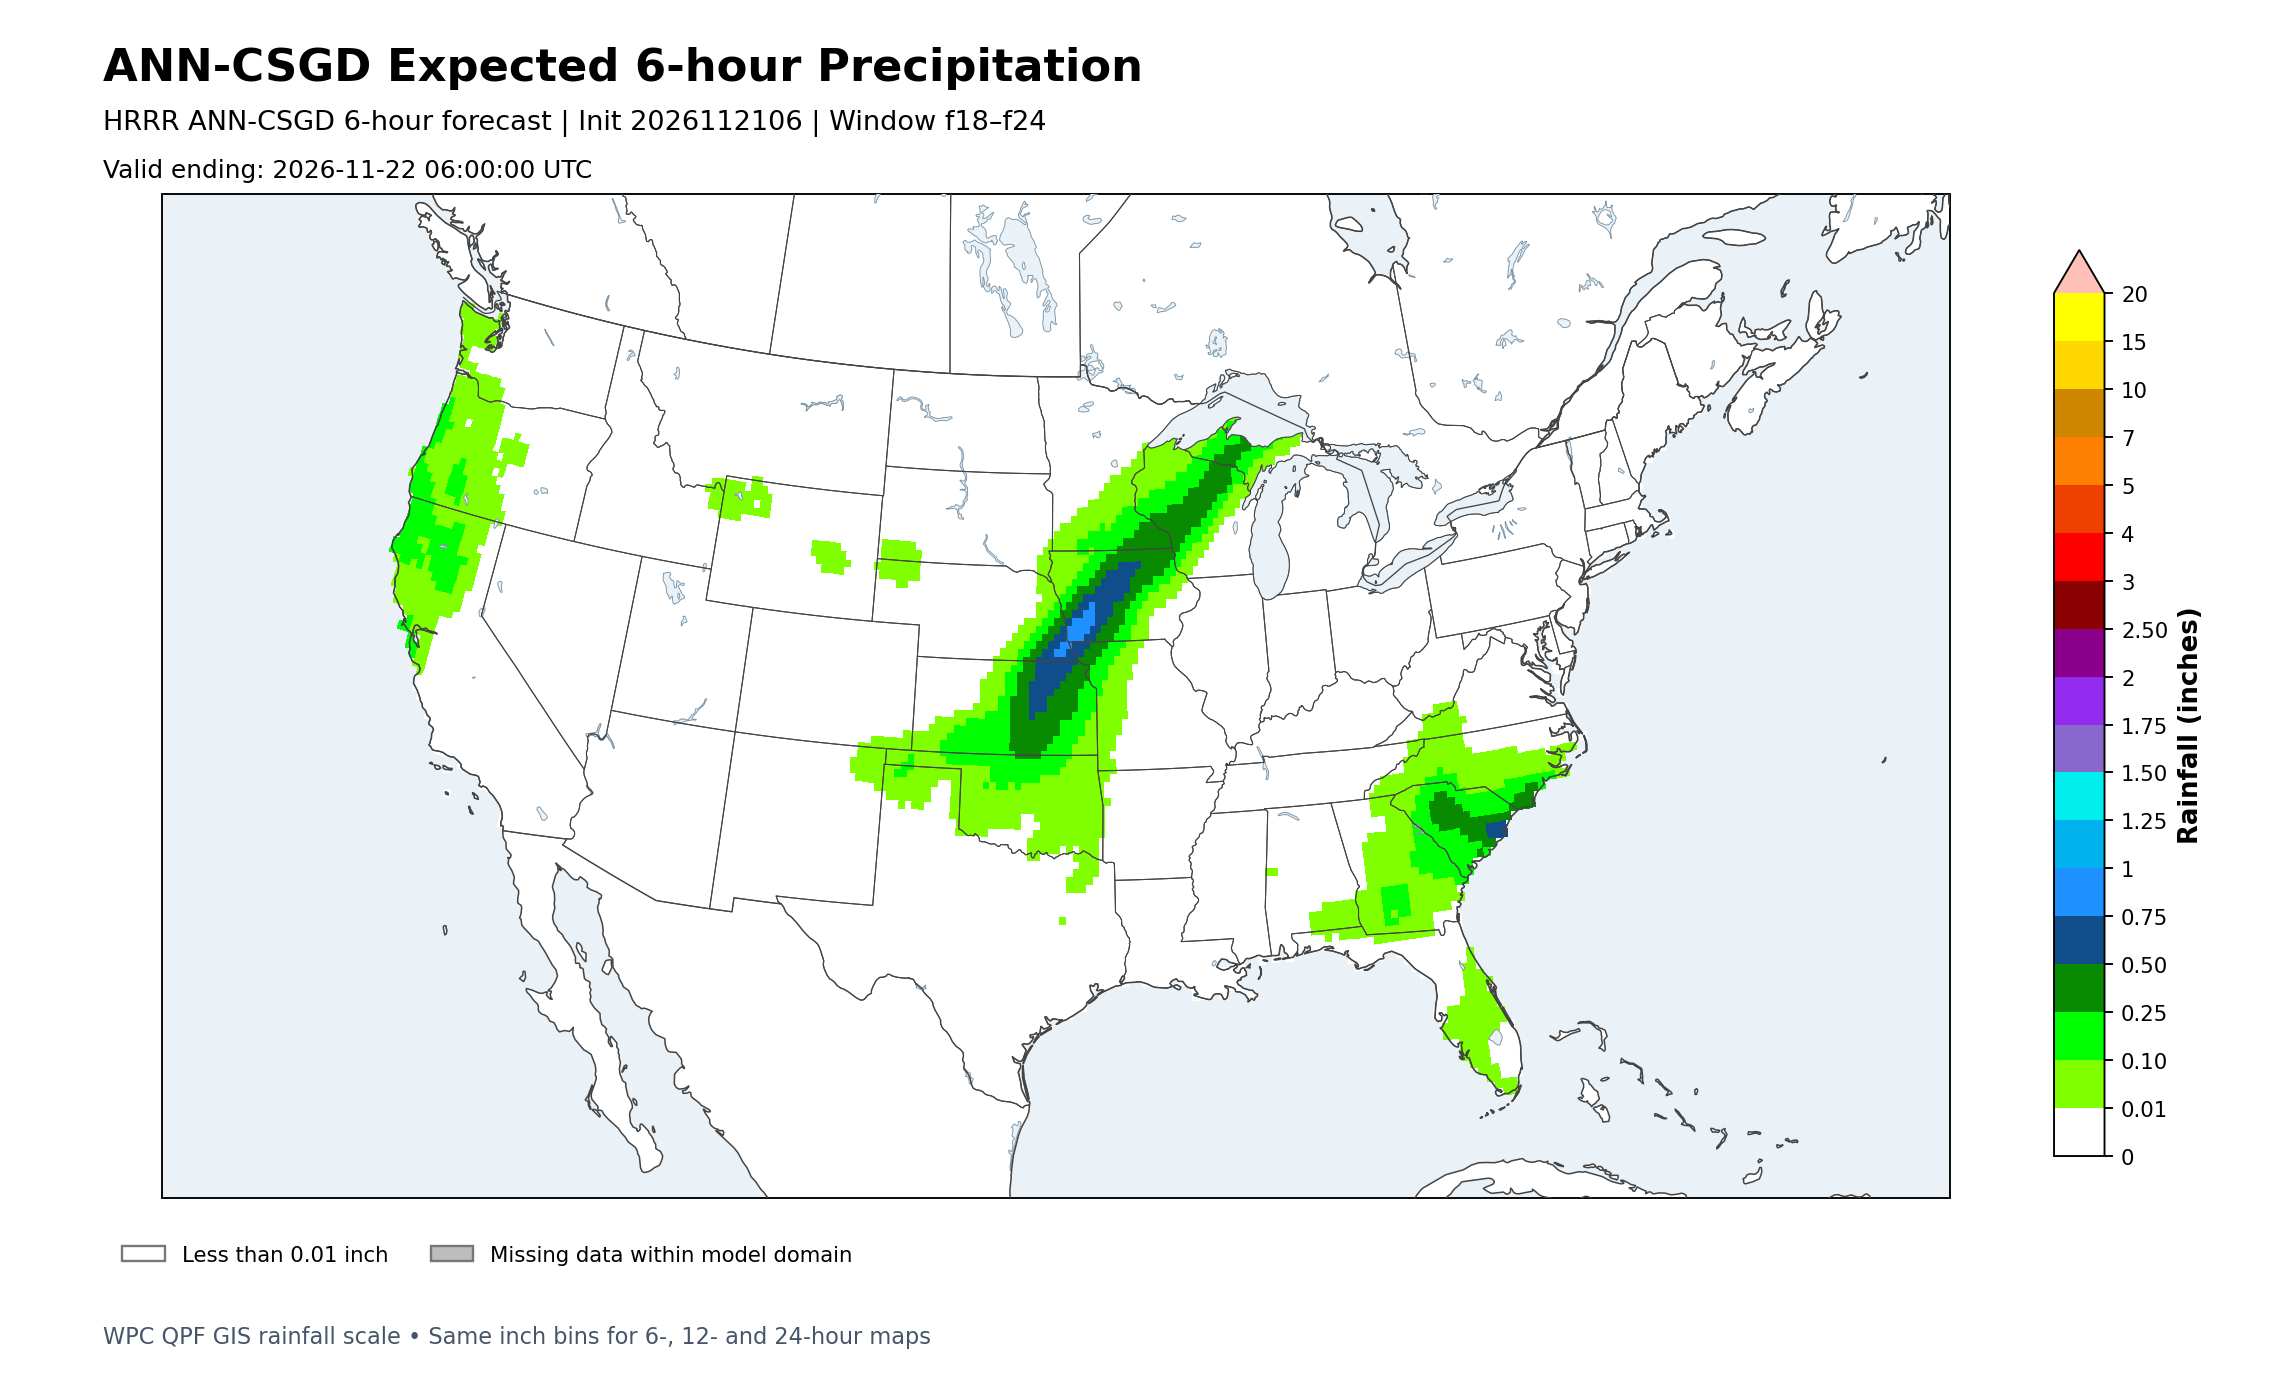 ANN-CSGD Expected 6-hour Precipitation
HRRR ANN-CSGD 6-hour forecast | Init 2026112106 | Window f18–f24
Valid ending: 2026-11-22 06:00:00 UTC
20
15
10
7
5
4
3
2.50
2
1.75
1.50
1.25
1
0.75
0.50
0.25
0.10
0.01
0
Rainfall (inches)
Less than 0.01 inch
Missing data within model domain
WPC QPF GIS rainfall scale • Same inch bins for 6-, 12- and 24-hour maps